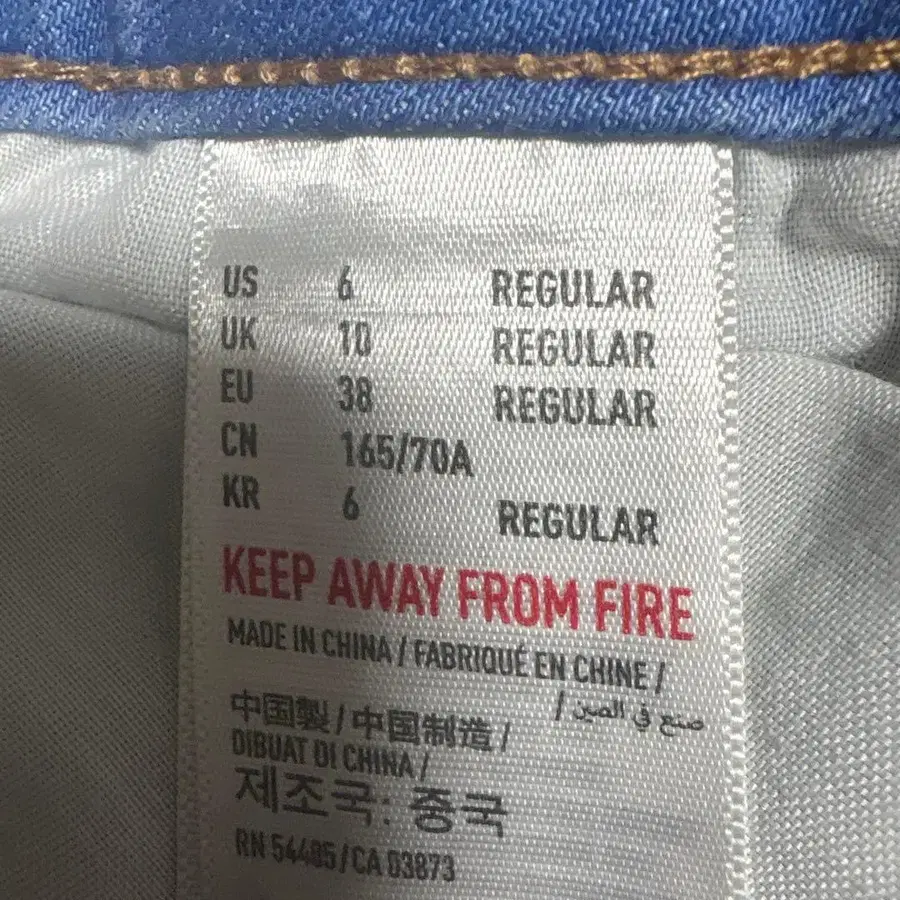 US 6 REGULAR
UK 10 REGULAR
EU 38 REGULAR
CN 165/70A
KR 6 REGULAR
KEEP AWAY FROM FIRE
MADE IN CHINA / FABRIQUÉ EN CHINE /
صنع في الصين /
中国製 / 中国制造 /
DIBUAT DI CHINA /
제조국: 중국
RN 54485/CA 03873